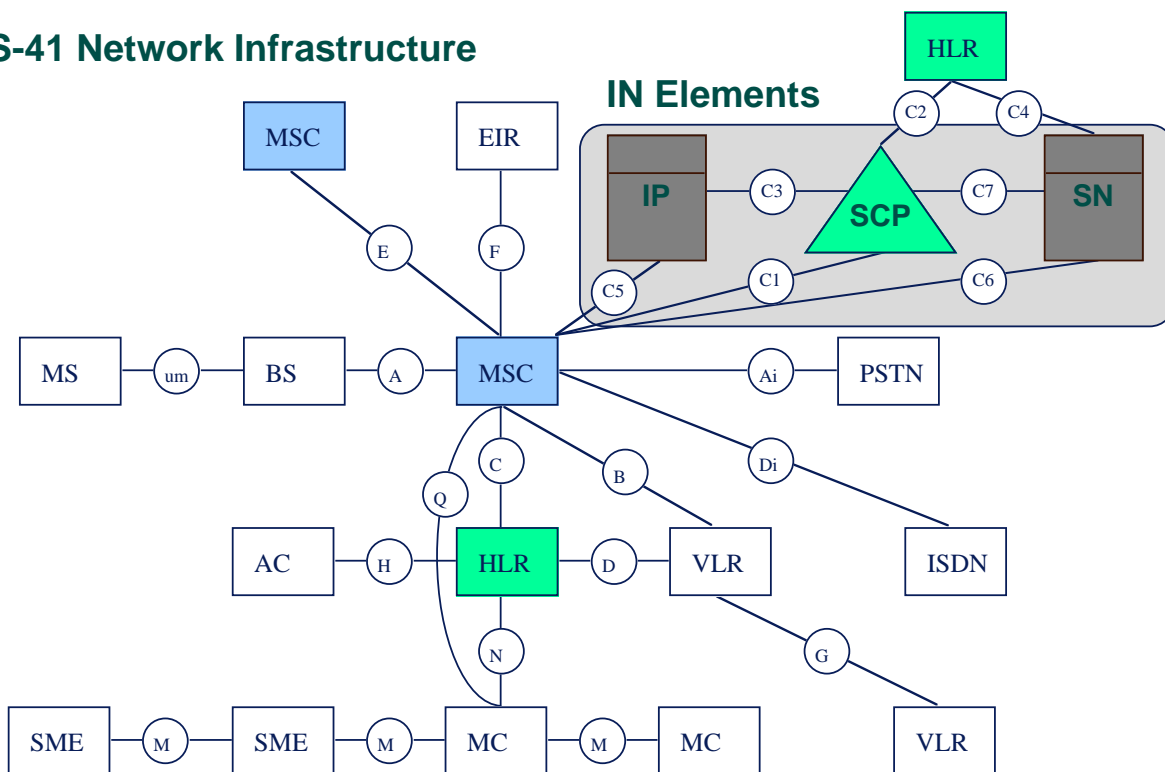 S-41 Network Infrastructure
HLR
IN Elements
C2
C4
MSC
EIR
IP
C3
SCP
C7
SN
E
F
C5
C1
C6
MS
um
BS
A
MSC
Ai
PSTN
C
B
Di
Q
AC
H
HLR
D
VLR
ISDN
N
G
SME
M
SME
M
MC
M
MC
VLR